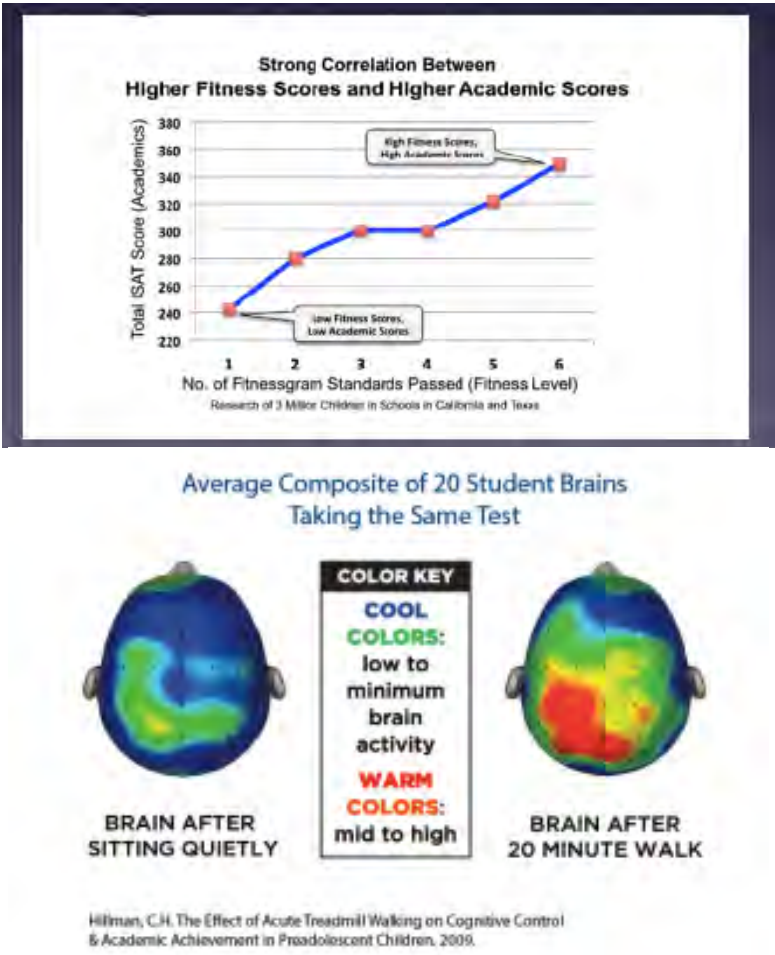 Strong Correlation Between
Higher Fitness Scores and Higher Academic Scores
Total ISAT Score (Academics)
380
360
340
320
300
280
260
240
220
High Fitness Scores,
High Academic Scores
Low Fitness Scores,
Low Academic Scores
1 2 3 4 5 6
No. of Fitnessgram Standards Passed (Fitness Level)
Research of 3 Million Children in Schools in California and Texas
Average Composite of 20 Student Brains
Taking the Same Test
COLOR KEY
COOL
COLORS:
low to
minimum
brain
activity
WARM
COLORS:
mid to high
BRAIN AFTER
SITTING QUIETLY
BRAIN AFTER
20 MINUTE WALK
Hillman, C.H. The Effect of Acute Treadmill Walking on Cognitive Control
& Academic Achievement in Preadolescent Children. 2009.